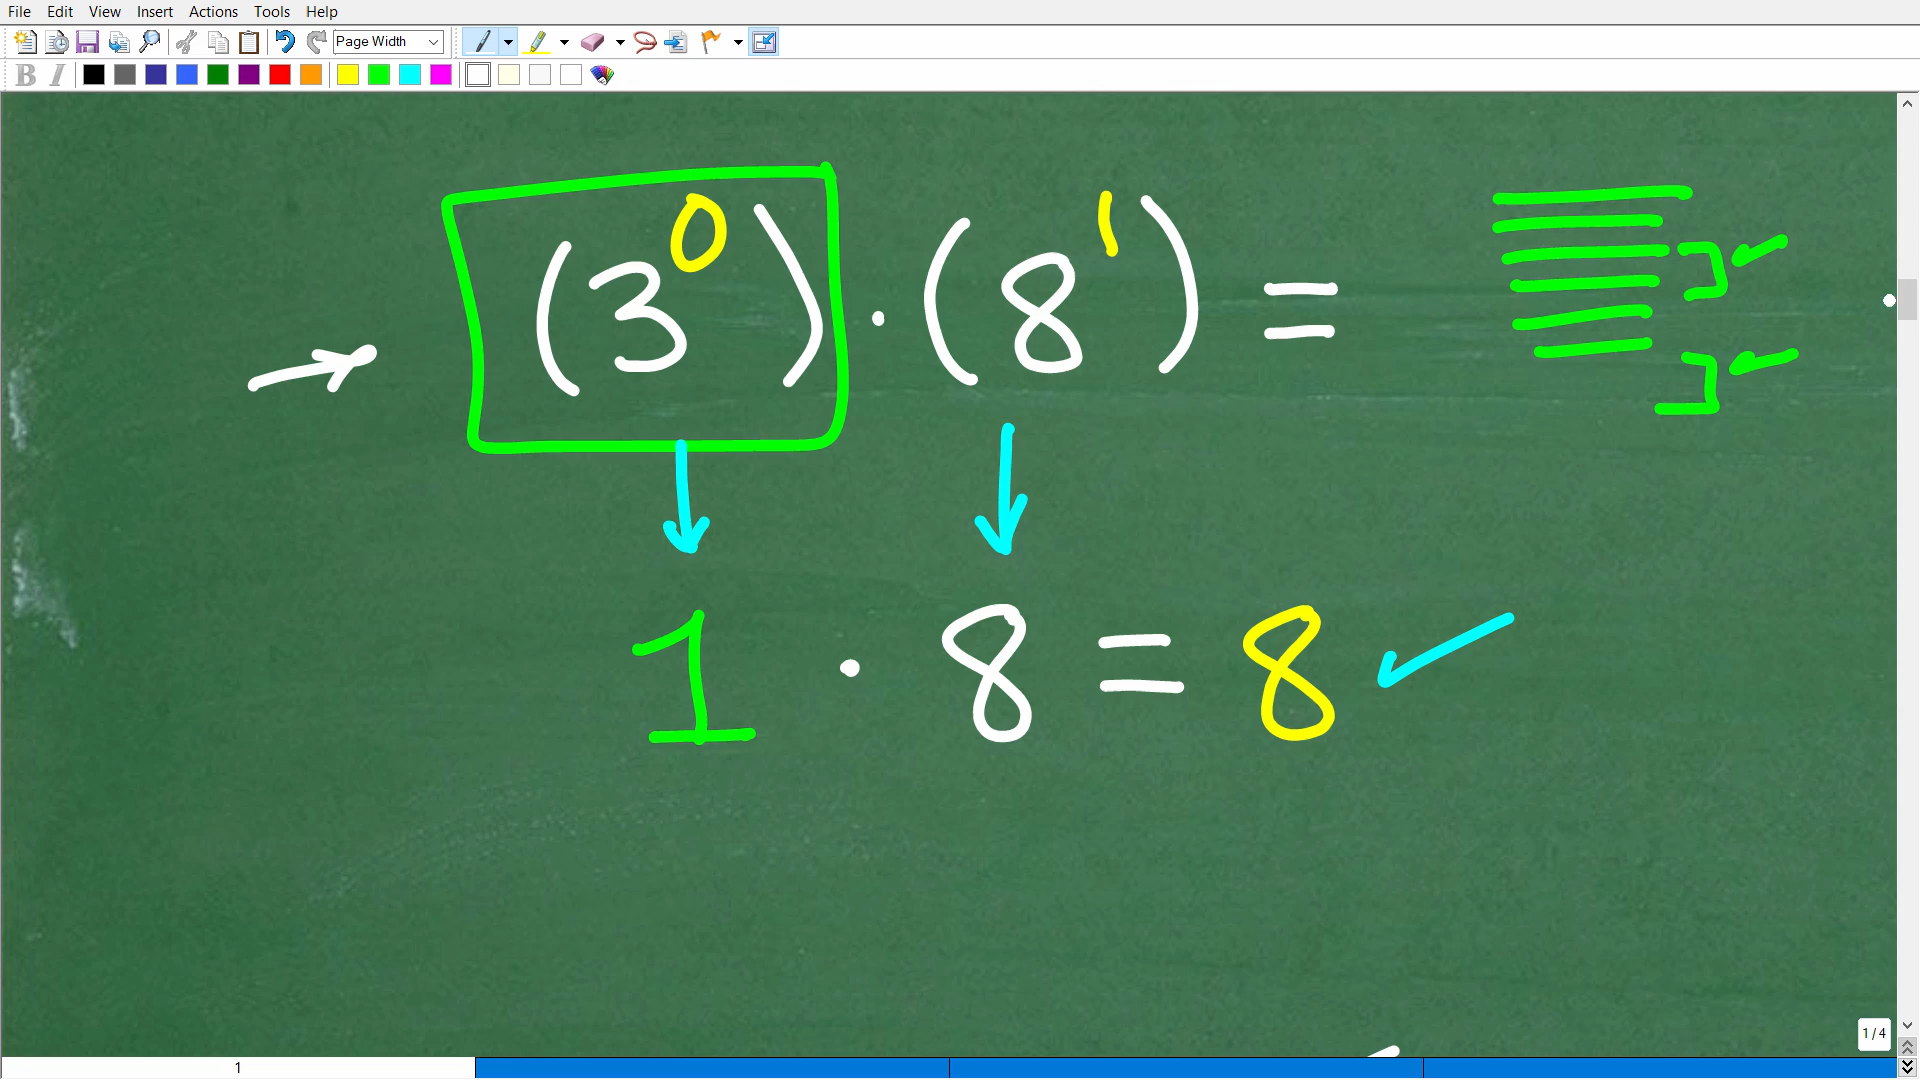 File Edit View Insert Actions Tools Help
Page Width
B I
(3⁰) · (8¹) =
1 · 8 = 8
1 / 4
1